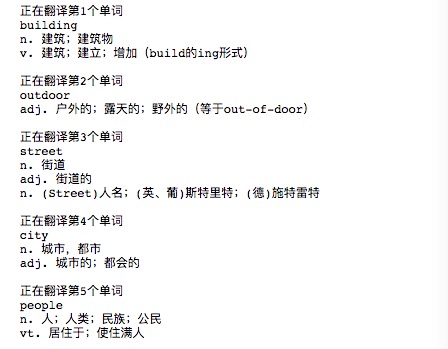 正在翻译第1个单词
building
n. 建筑；建筑物
v. 建筑；建立；增加（build的ing形式）
正在翻译第2个单词
outdoor
adj. 户外的；露天的；野外的（等于out-of-door）
正在翻译第3个单词
street
n. 街道
adj. 街道的
n. (Street)人名；(英、葡)斯特里特；(德)施特雷特
正在翻译第4个单词
city
n. 城市，都市
adj. 城市的；都会的
正在翻译第5个单词
people
n. 人；人类；民族；公民
vt. 居住于；使住满人